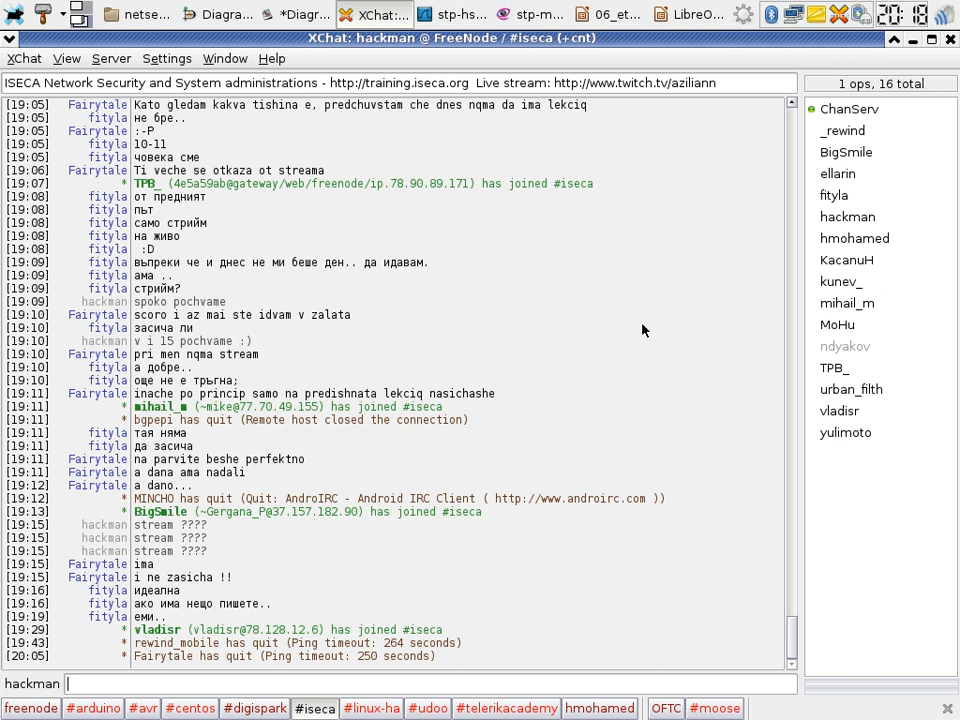 netse...
Diagra...
*Diagr...
XChat:...
stp-hs...
stp-m...
06_et...
LibreO...
20:18
XChat: hackman @ FreeNode / #iseca (+cnt)
XChat View Server Settings Window Help
ISECA Network Security and System administrations - http://training.iseca.org Live stream: http://www.twitch.tv/aziliann
1 ops, 16 total
[19:05] Fairytale Kato gledam kakva tishina e, predchuvstam che dnes nqma da ima lekciq
[19:05] fityla не бре..
[19:05] Fairytale :-P
[19:05] fityla 10-11
[19:05] fityla човека сме
[19:06] Fairytale Ti veche se otkaza ot streama
[19:07] * TPB_ (4e5a59ab@gateway/web/freenode/ip.78.90.89.171) has joined #iseca
[19:08] fityla от предният
[19:08] fityla път
[19:08] fityla само стрийм
[19:08] fityla на живо
[19:08] fityla :D
[19:09] fityla въпреки че и днес не ми беше ден.. да идавам.
[19:09] fityla ама ..
[19:09] fityla стрийм?
[19:09] hackman spoko pochvame
[19:10] Fairytale scoro i az mai ste idvam v zalata
[19:10] fityla засича ли
[19:10] hackman v i 15 pochvame :)
[19:10] Fairytale pri men nqma stream
[19:10] fityla а добре..
[19:10] fityla още не е тръгна;
[19:11] Fairytale inache po princip samo na predishnata lekciq nasichashe
[19:11] * mihail_m (~mike@77.70.49.155) has joined #iseca
[19:11] * bgpepi has quit (Remote host closed the connection)
[19:11] fityla тая няма
[19:11] fityla да засича
[19:11] Fairytale na parvite beshe perfektno
[19:11] Fairytale a dana ama nadali
[19:12] Fairytale a dano...
[19:12] * MINCHO has quit (Quit: AndroIRC - Android IRC Client ( http://www.androirc.com ))
[19:13] * BigSmile (~Gergana_P@37.157.182.90) has joined #iseca
[19:15] hackman stream ????
[19:15] hackman stream ????
[19:15] hackman stream ????
[19:15] Fairytale ima
[19:15] Fairytale i ne zasicha !!
[19:16] fityla идеална
[19:16] fityla ако има нещо пишете..
[19:19] fityla еми..
[19:29] * vladisr (vladisr@78.128.12.6) has joined #iseca
[19:43] * rewind_mobile has quit (Ping timeout: 264 seconds)
[20:05] * Fairytale has quit (Ping timeout: 250 seconds)
ChanServ
_rewind
BigSmile
ellarin
fityla
hackman
hmohamed
KacanuH
kunev_
mihail_m
MoHu
ndyakov
TPB_
urban_filth
vladisr
yulimoto
hackman
freenode #arduino #avr #centos #digispark #iseca #linux-ha #udoo #telerikacademy hmohamed OFTC #moose